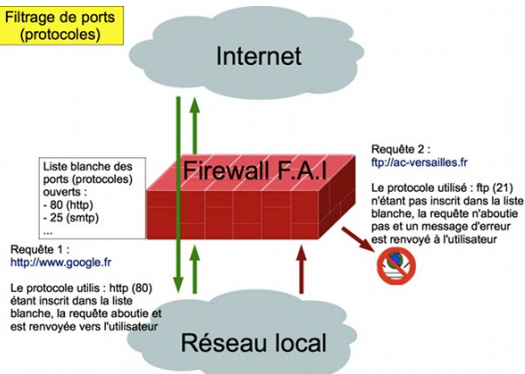 Filtrage de ports
(protocoles)
Internet
Firewall F.A.I
Liste blanche des
ports (protocoles)
ouverts :
- 80 (http)
- 25 (smtp)
...
Requête 1 :
http://www.google.fr
Le protocole utilis : http (80)
étant inscrit dans la liste
blanche, la requête aboutie et
est renvoyée vers l'utilisateur
Requête 2 :
ftp://ac-versailles.fr
Le protocole utilisé : ftp (21)
n'étant pas inscrit dans la liste
blanche, la requête n'aboutie
pas et un message d'erreur
est renvoyé à l'utilisateur
Réseau local